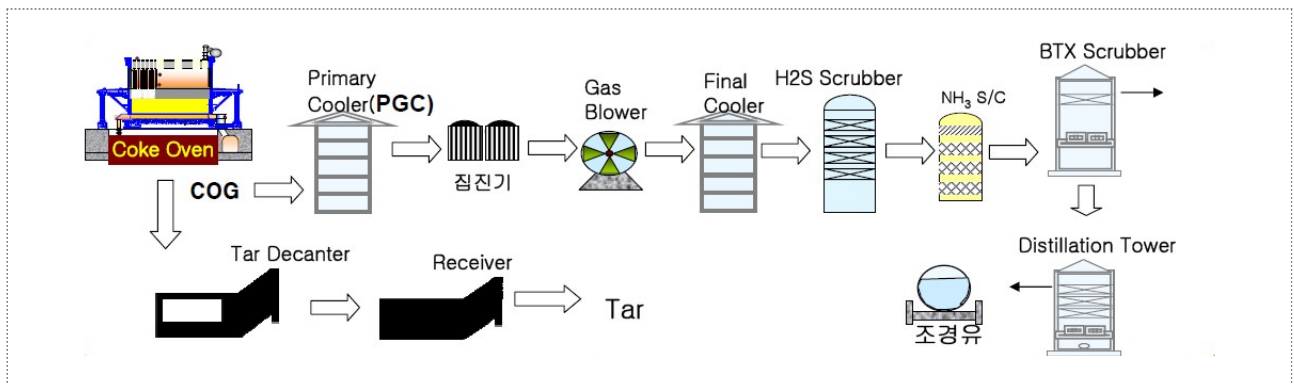 Coke Oven
COG
Primary
Cooler(PGC)
집진기
Gas
Blower
Final
Cooler
H2S Scrubber
NH₃ S/C
BTX Scrubber
Tar Decanter
Receiver
Tar
Distillation Tower
조경유